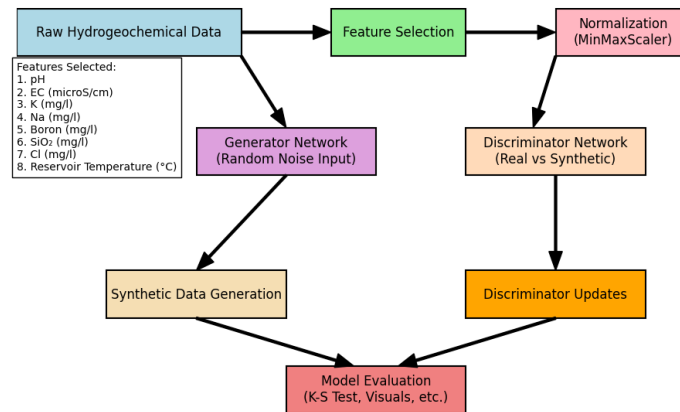 Raw Hydrogeochemical Data
Feature Selection
Normalization
(MinMaxScaler)
Features Selected:
1. pH
2. EC (microS/cm)
3. K (mg/l)
4. Na (mg/l)
5. Boron (mg/l)
6. SiO₂ (mg/l)
7. Cl (mg/l)
8. Reservoir Temperature (°C)
Generator Network
(Random Noise Input)
Discriminator Network
(Real vs Synthetic)
Synthetic Data Generation
Discriminator Updates
Model Evaluation
(K-S Test, Visuals, etc.)